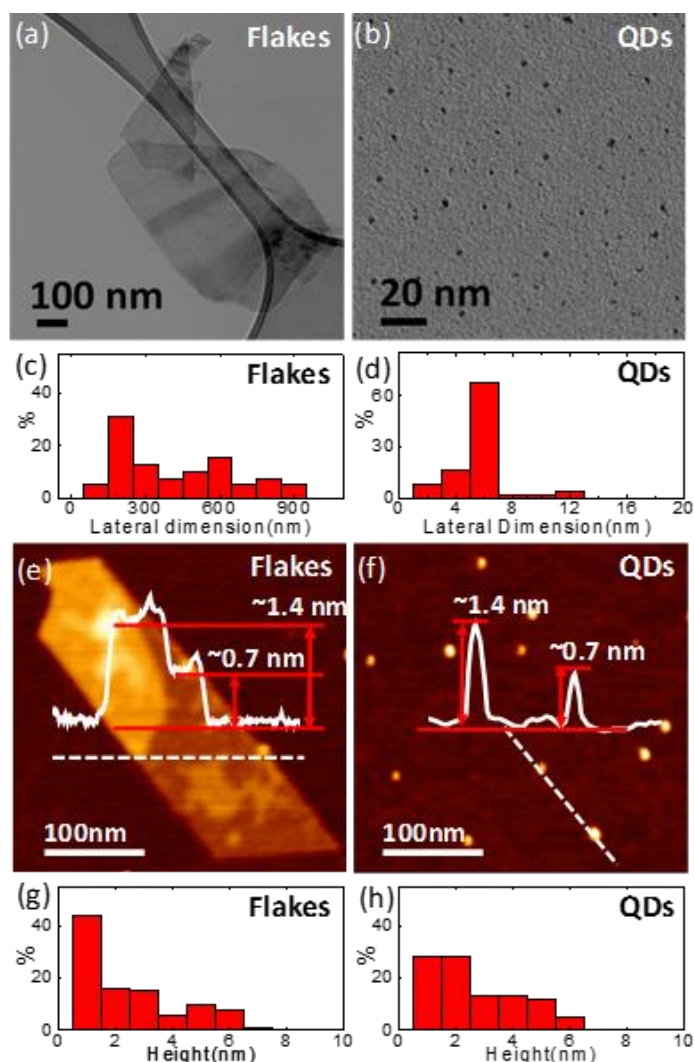 (a) Flakes
100 nm
(b) QDs
20 nm
(c) Flakes
40
20
0
%
0 300 600 900
Lateral dimension(nm)
(d) QDs
60
30
0
%
4 8 12 16 20
Lateral Dimension(nm)
(e) Flakes
~1.4 nm
~0.7 nm
100nm
(f) QDs
~1.4 nm
~0.7 nm
100nm
(g) Flakes
40
20
0
%
2 4 6 8 10
Height(nm)
(h) QDs
40
20
0
%
2 4 6 8 10
Height(nm)